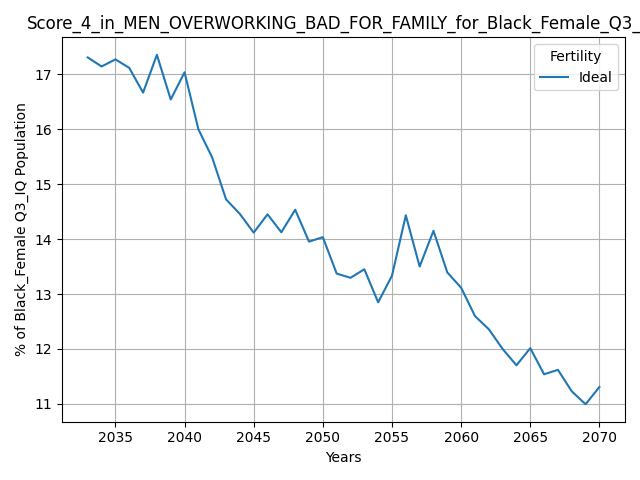 Score_4_in_MEN_OVERWORKING_BAD_FOR_FAMILY_for_Black_Female_Q3_
Fertility
Ideal
% of Black_Female Q3_IQ Population
17
16
15
14
13
12
11
2035 2040 2045 2050 2055 2060 2065 2070
Years